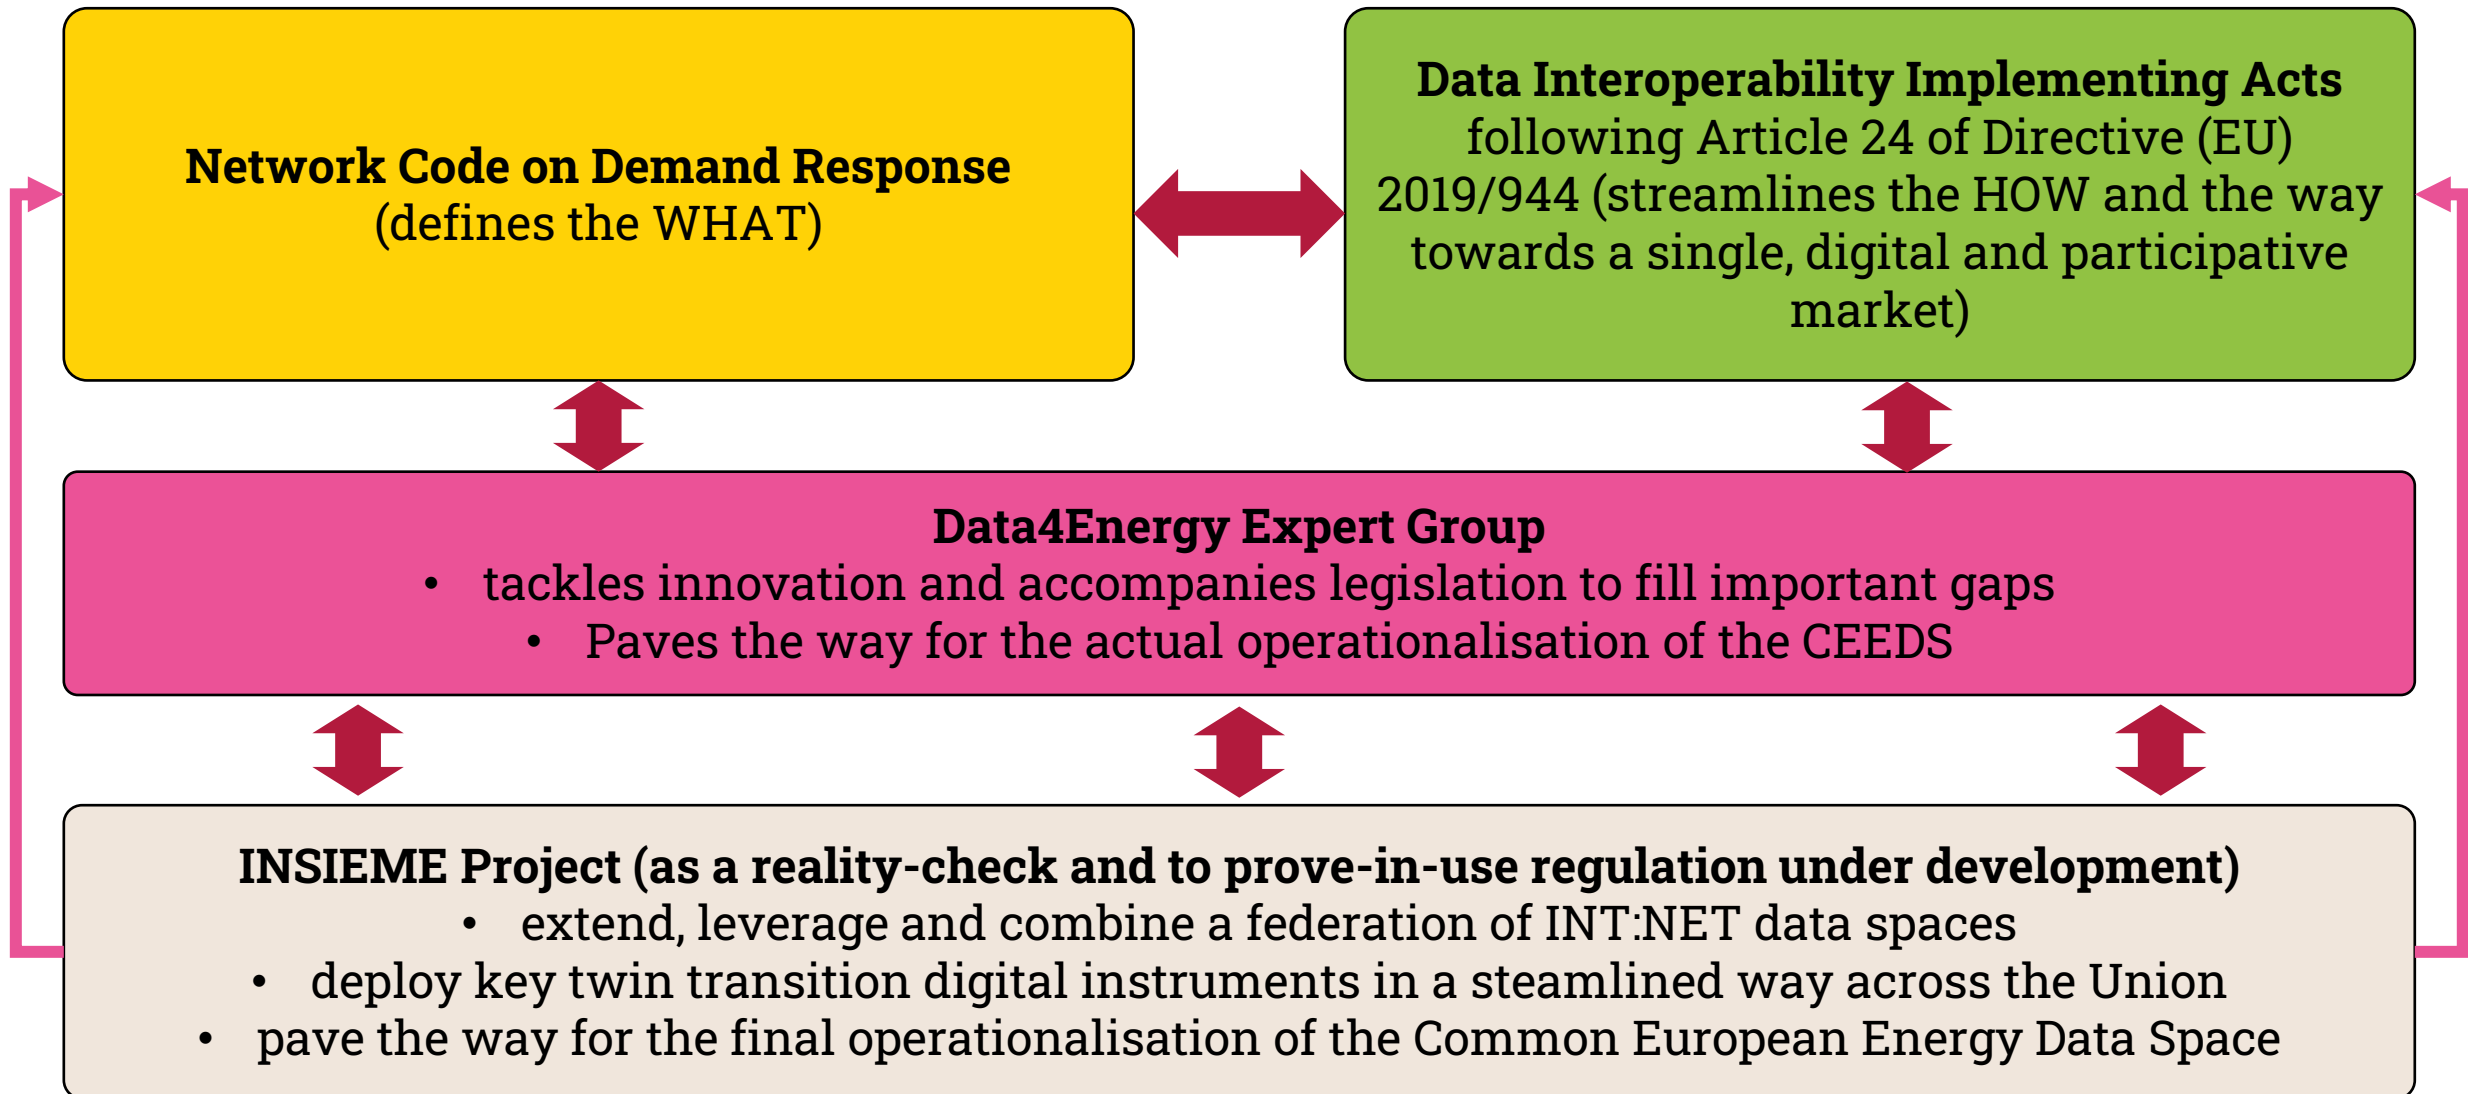 Network Code on Demand Response
(defines the WHAT)
Data Interoperability Implementing Acts
following Article 24 of Directive (EU)
2019/944 (streamlines the HOW and the way
towards a single, digital and participative
market)
Data4Energy Expert Group
• tackles innovation and accompanies legislation to fill important gaps
• Paves the way for the actual operationalisation of the CEEDS
INSIEME Project (as a reality-check and to prove-in-use regulation under development)
• extend, leverage and combine a federation of INT:NET data spaces
• deploy key twin transition digital instruments in a steamlined way across the Union
• pave the way for the final operationalisation of the Common European Energy Data Space